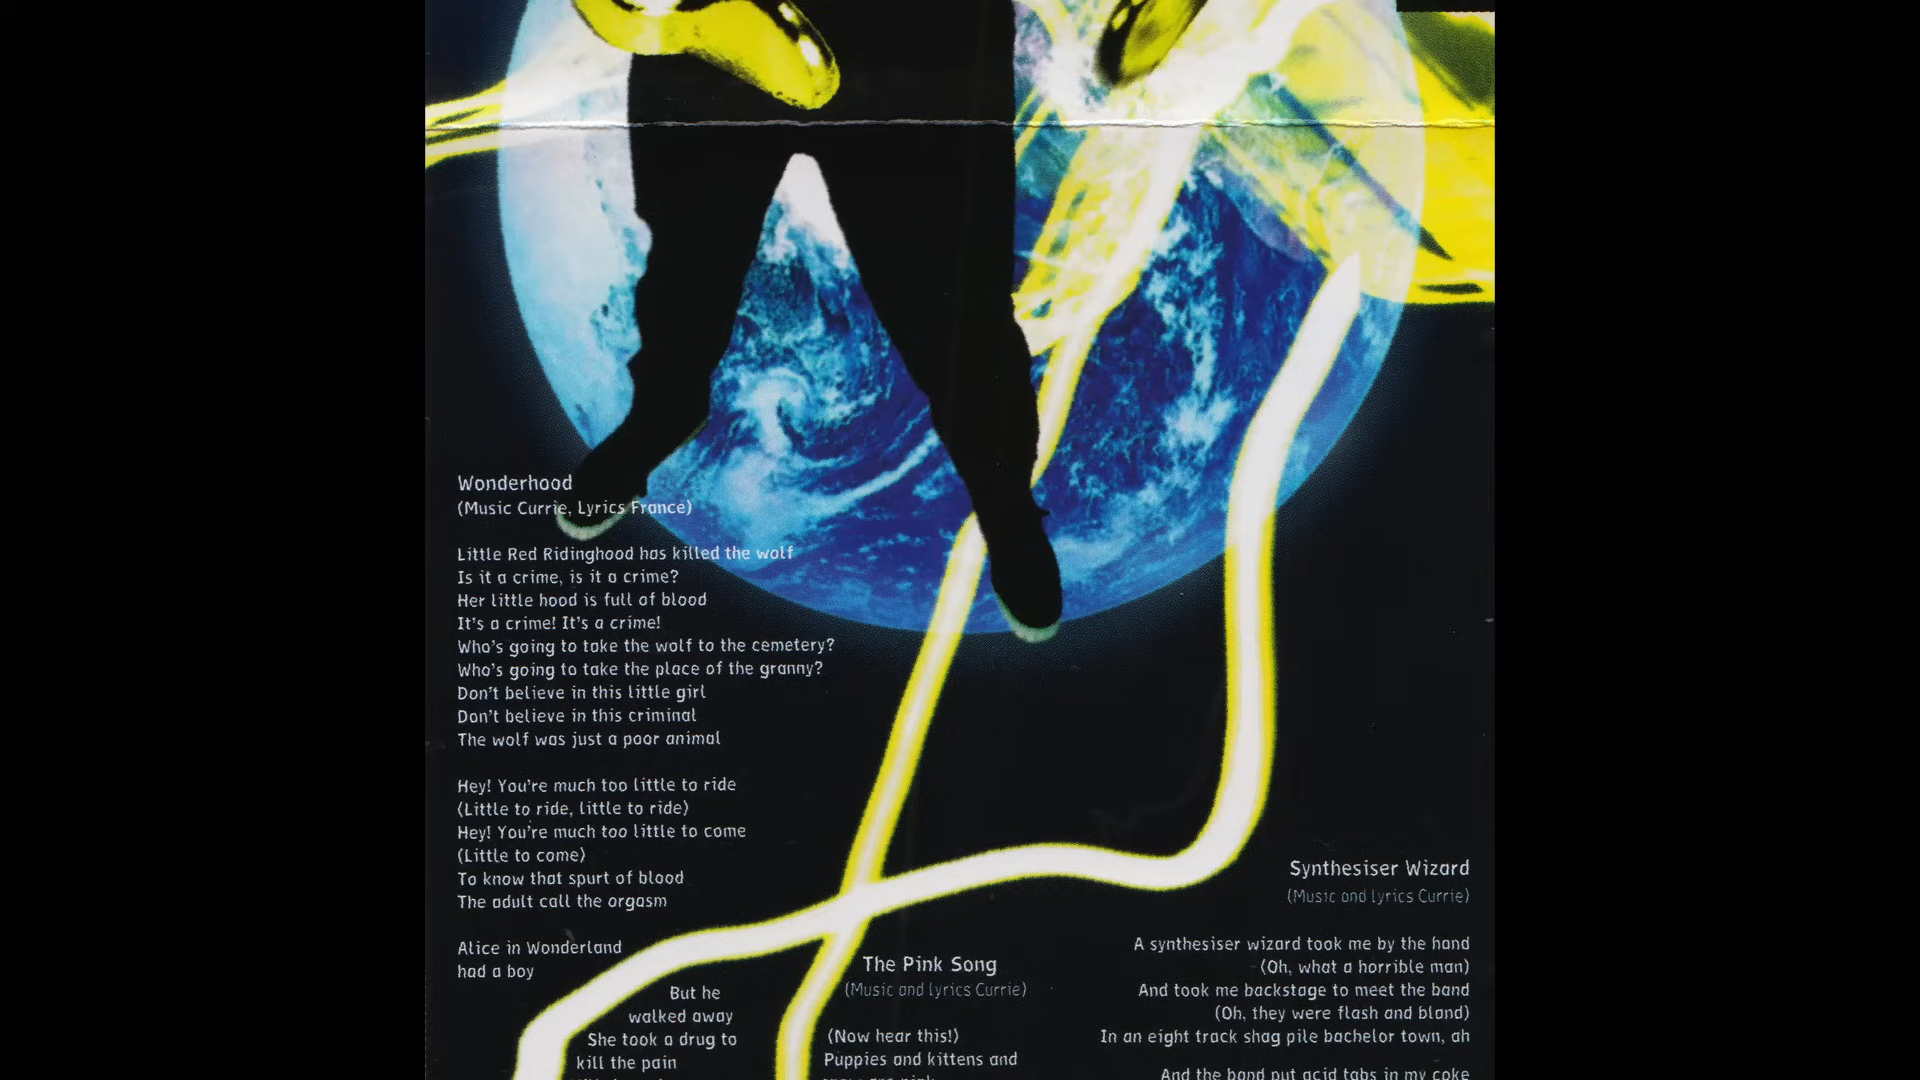 Wonderhood
(Music Currie, Lyrics France)
Little Red Ridinghood has killed the wolf
Is it a crime, is it a crime?
Her little hood is full of blood
It's a crime! It's a crime!
Who's going to take the wolf to the cemetery?
Who's going to take the place of the granny?
Don't believe in this little girl
Don't believe in this criminal
The wolf was just a poor animal
Hey! You're much too little to ride
(Little to ride, little to ride)
Hey! You're much too little to come
(Little to come)
To know that spurt of blood
The adult call the orgasm
Alice in Wonderland
had a boy
But he
walked away
She took a drug to
kill the pain
The Pink Song
(Music and lyrics Currie)
(Now hear this!)
Puppies and kittens and
Synthesiser Wizard
(Music and lyrics Currie)
A synthesiser wizard took me by the hand
(Oh, what a horrible man)
And took me backstage to meet the band
(Oh, they were flash and bland)
In an eight track shag pile bachelor town, ah
And the band put acid tabs in my coke